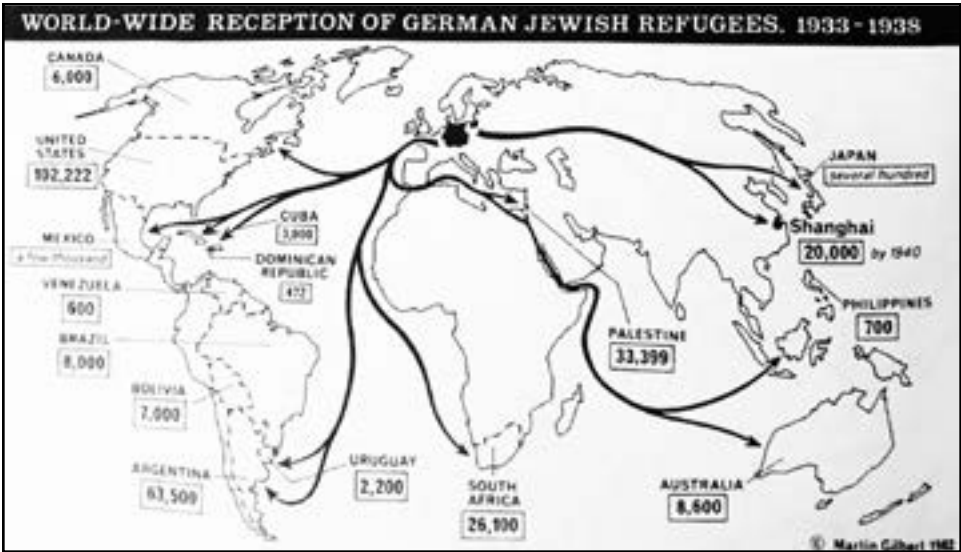 WORLD-WIDE RECEPTION OF GERMAN JEWISH REFUGEES. 1933-1938
CANADA
6,000
UNITED
STATES
102,222
MEXICO
a few thousand
CUBA
3,000
DOMINICAN
REPUBLIC
472
VENEZUELA
600
BRAZIL
8,000
BOLIVIA
7,000
ARGENTINA
63,500
URUGUAY
2,200
SOUTH
AFRICA
26,100
PALESTINE
33,399
JAPAN
several hundred
Shanghai
20,000 by 1940
PHILIPPINES
700
AUSTRALIA
8,600
© Martin Gilbert